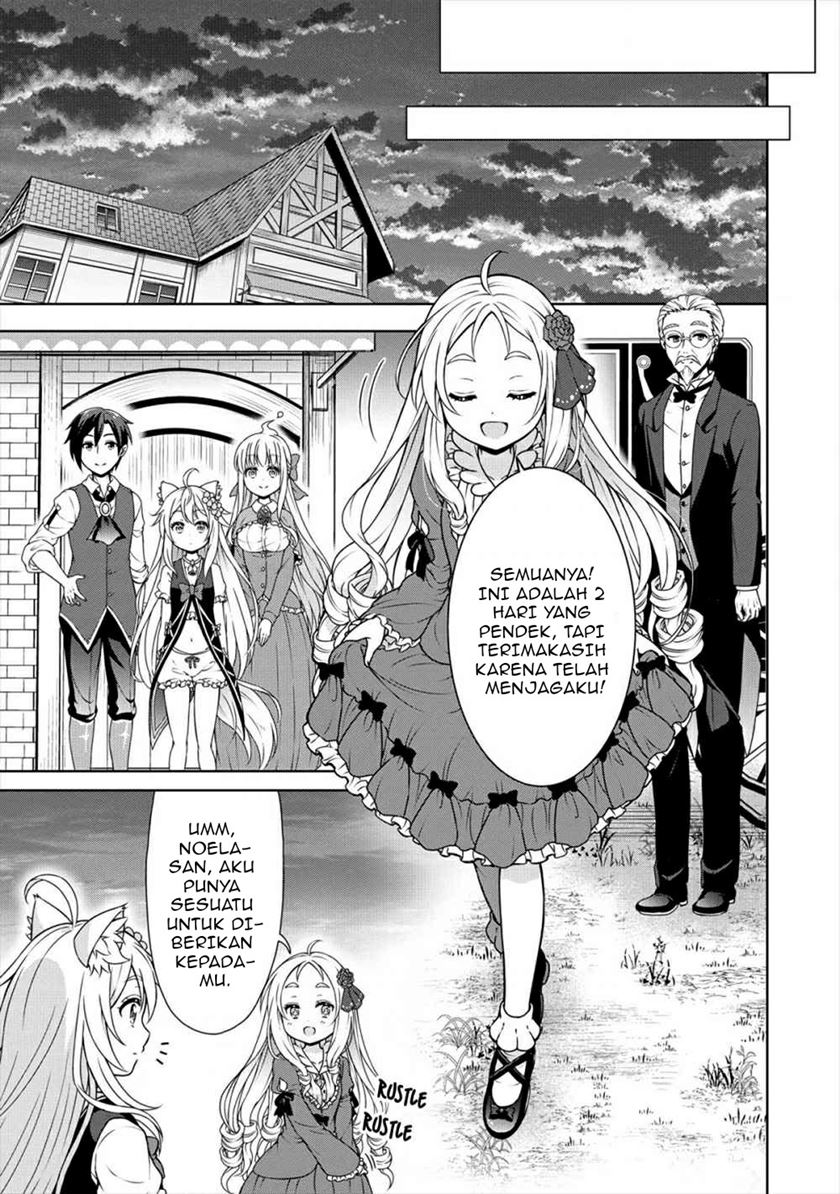 SEMUANYA!
INI ADALAH 2
HARI YANG
PENDEK, TAPI
TERIMAKASIH
KARENA TELAH
MENJAGAKU!
UMM,
NOELA-
SAN, AKU
PUNYA
SESUATU
UNTUK DI-
BERIKAN
KEPADA-
MU.
RUSTLE
RUSTLE